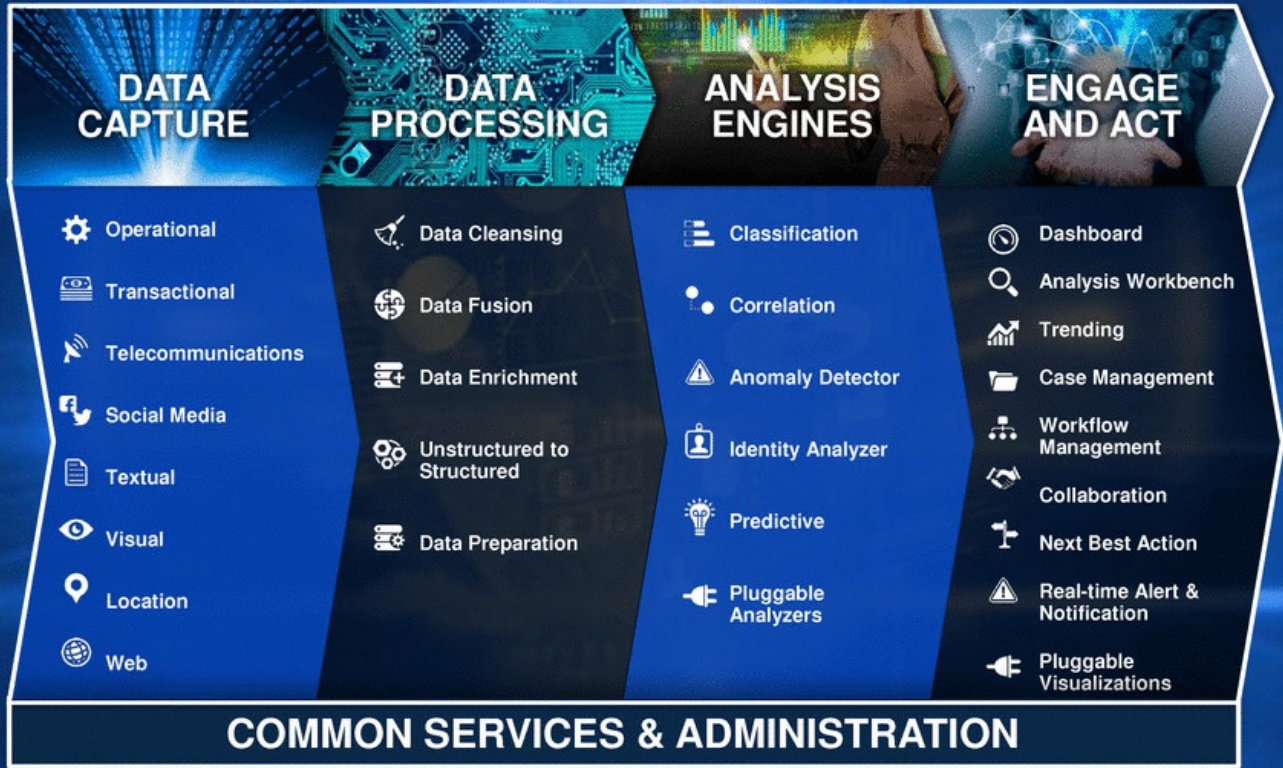 DATA
CAPTURE
Operational
Transactional
Telecommunications
Social Media
Textual
Visual
Location
Web
DATA
PROCESSING
Data Cleansing
Data Fusion
Data Enrichment
Unstructured to
Structured
Data Preparation
ANALYSIS
ENGINES
Classification
Correlation
Anomaly Detector
Identity Analyzer
Predictive
Pluggable
Analyzers
ENGAGE
AND ACT
Dashboard
Analysis Workbench
Trending
Case Management
Workflow
Management
Collaboration
Next Best Action
Real-time Alert &
Notification
Pluggable
Visualizations
COMMON SERVICES & ADMINISTRATION